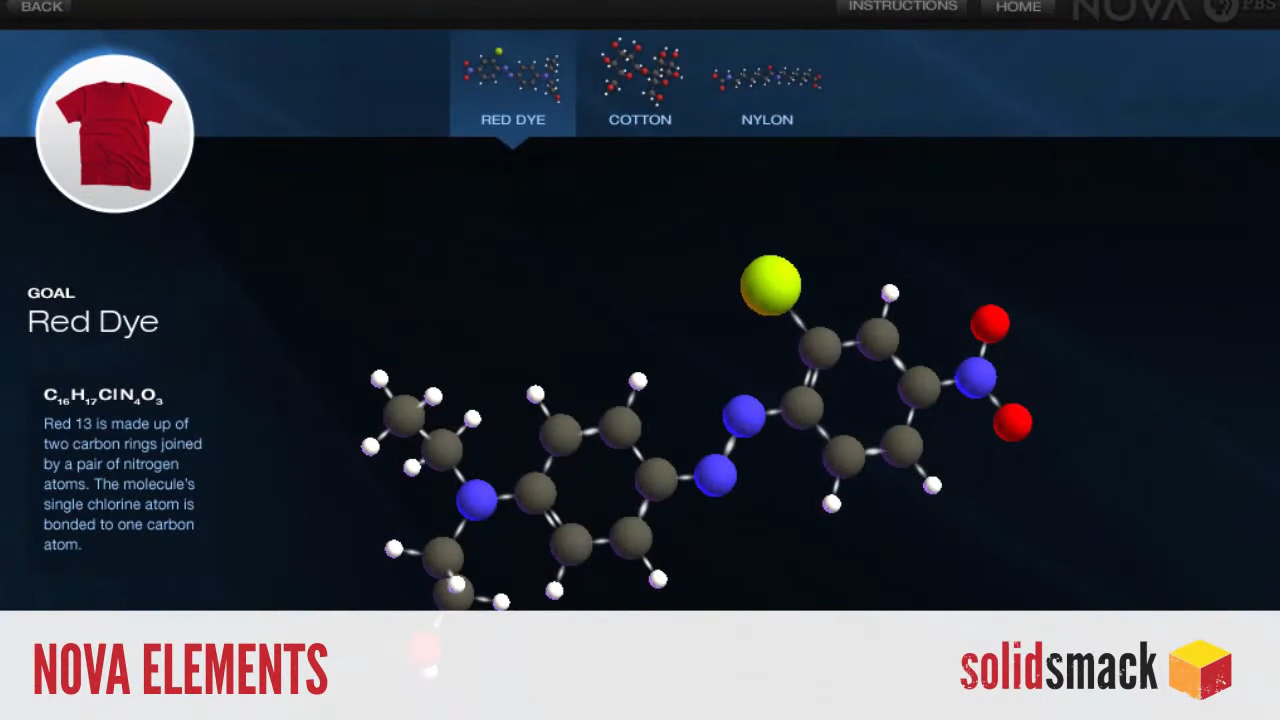 BACK
INSTRUCTIONS
HOME
NOVA
PBS
RED DYE
COTTON
NYLON
GOAL
Red Dye
C₁₆H₁₇ClN₄O₃
Red 13 is made up of
two carbon rings joined
by a pair of nitrogen
atoms. The molecule's
single chlorine atom is
bonded to one carbon
atom.
NOVA ELEMENTS
solidsmack